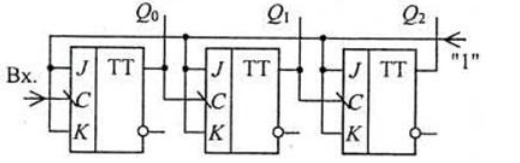 Q₀ Q₁ Q₂
J TT J TT J TT "1"
Вх.
C C C
K K K